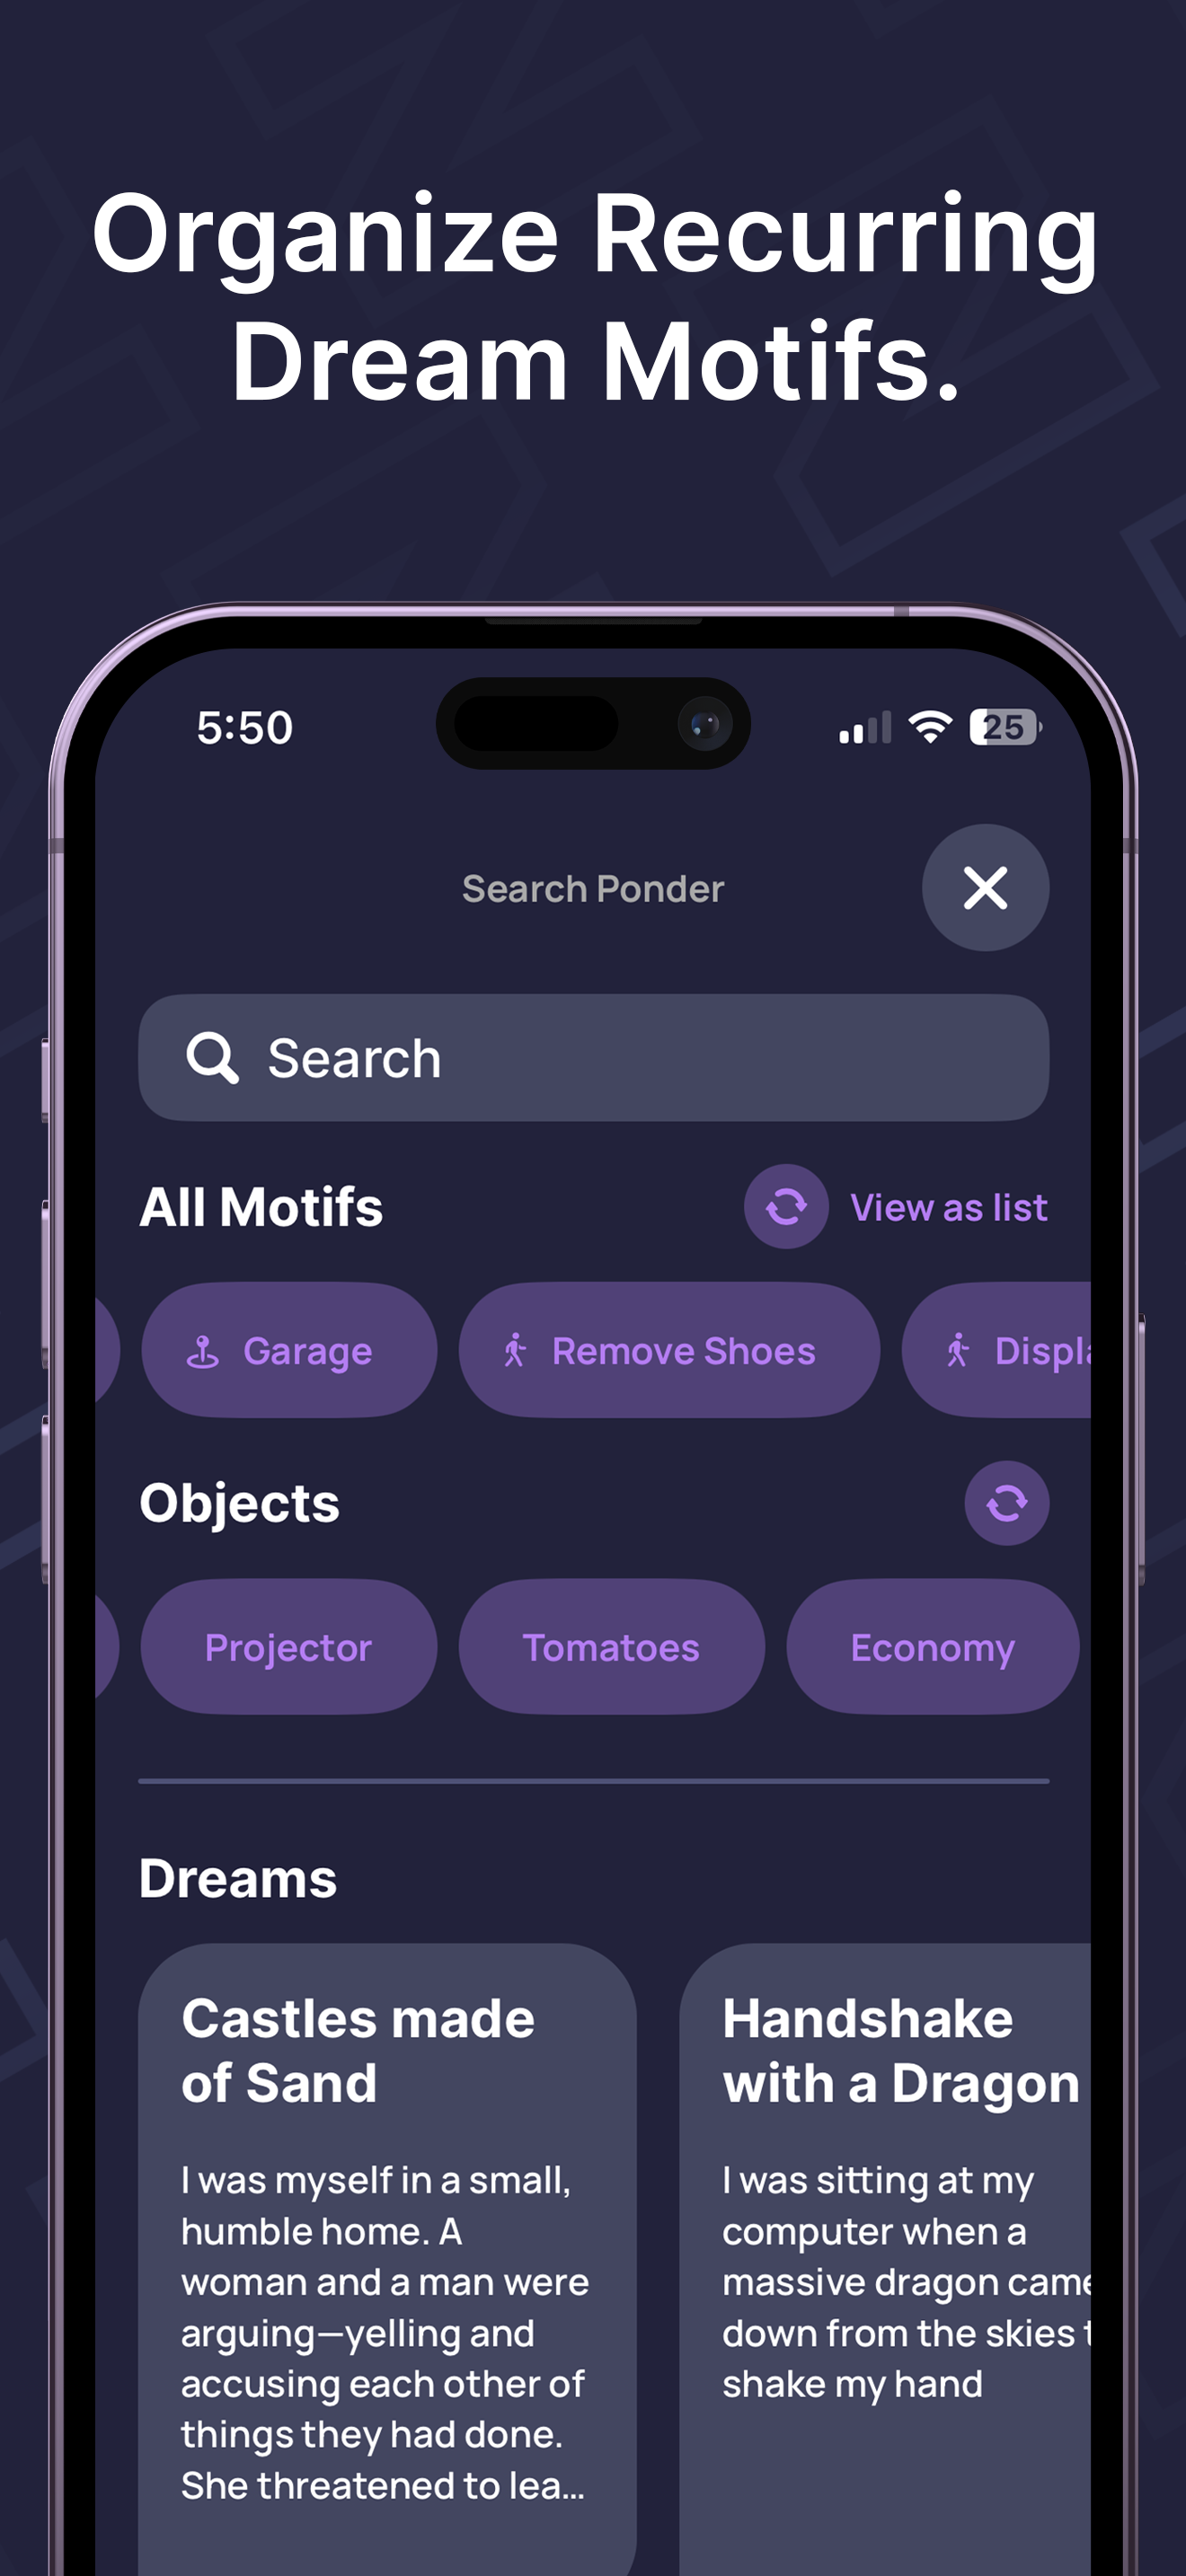 Organize Recurring
Dream Motifs.
5:50
25
Search Ponder
Search
All Motifs
View as list
Garage
Remove Shoes
Objects
Projector
Tomatoes
Economy
Dreams
Castles made
of Sand
I was myself in a small,
humble home. A
woman and a man were
arguing—yelling and
accusing each other of
things they had done.
She threatened to lea...
Handshake
with a Dragon
I was sitting at my
computer when a
massive dragon came
down from the skies
shake my hand